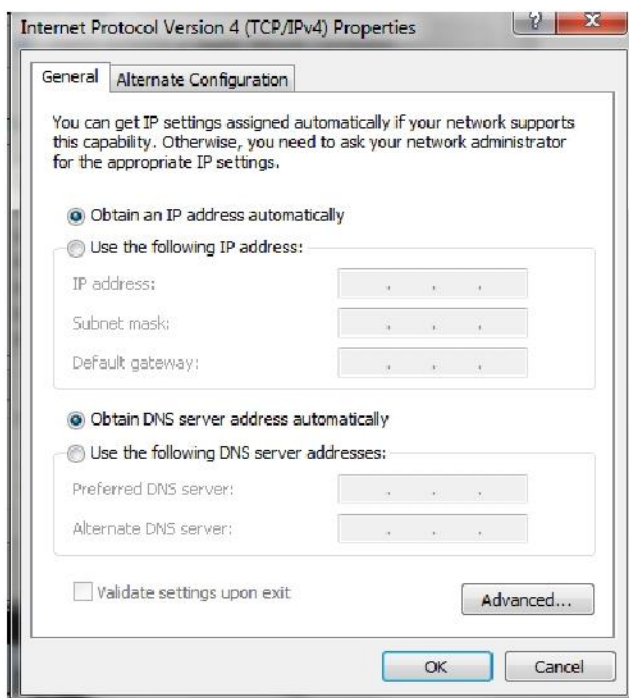 Internet Protocol Version 4 (TCP/IPv4) Properties
General
Alternate Configuration
You can get IP settings assigned automatically if your network supports
this capability. Otherwise, you need to ask your network administrator
for the appropriate IP settings.
Obtain an IP address automatically
Use the following IP address:
IP address:
Subnet mask:
Default gateway:
Obtain DNS server address automatically
Use the following DNS server addresses:
Preferred DNS server:
Alternate DNS server:
Validate settings upon exit
Advanced...
OK
Cancel